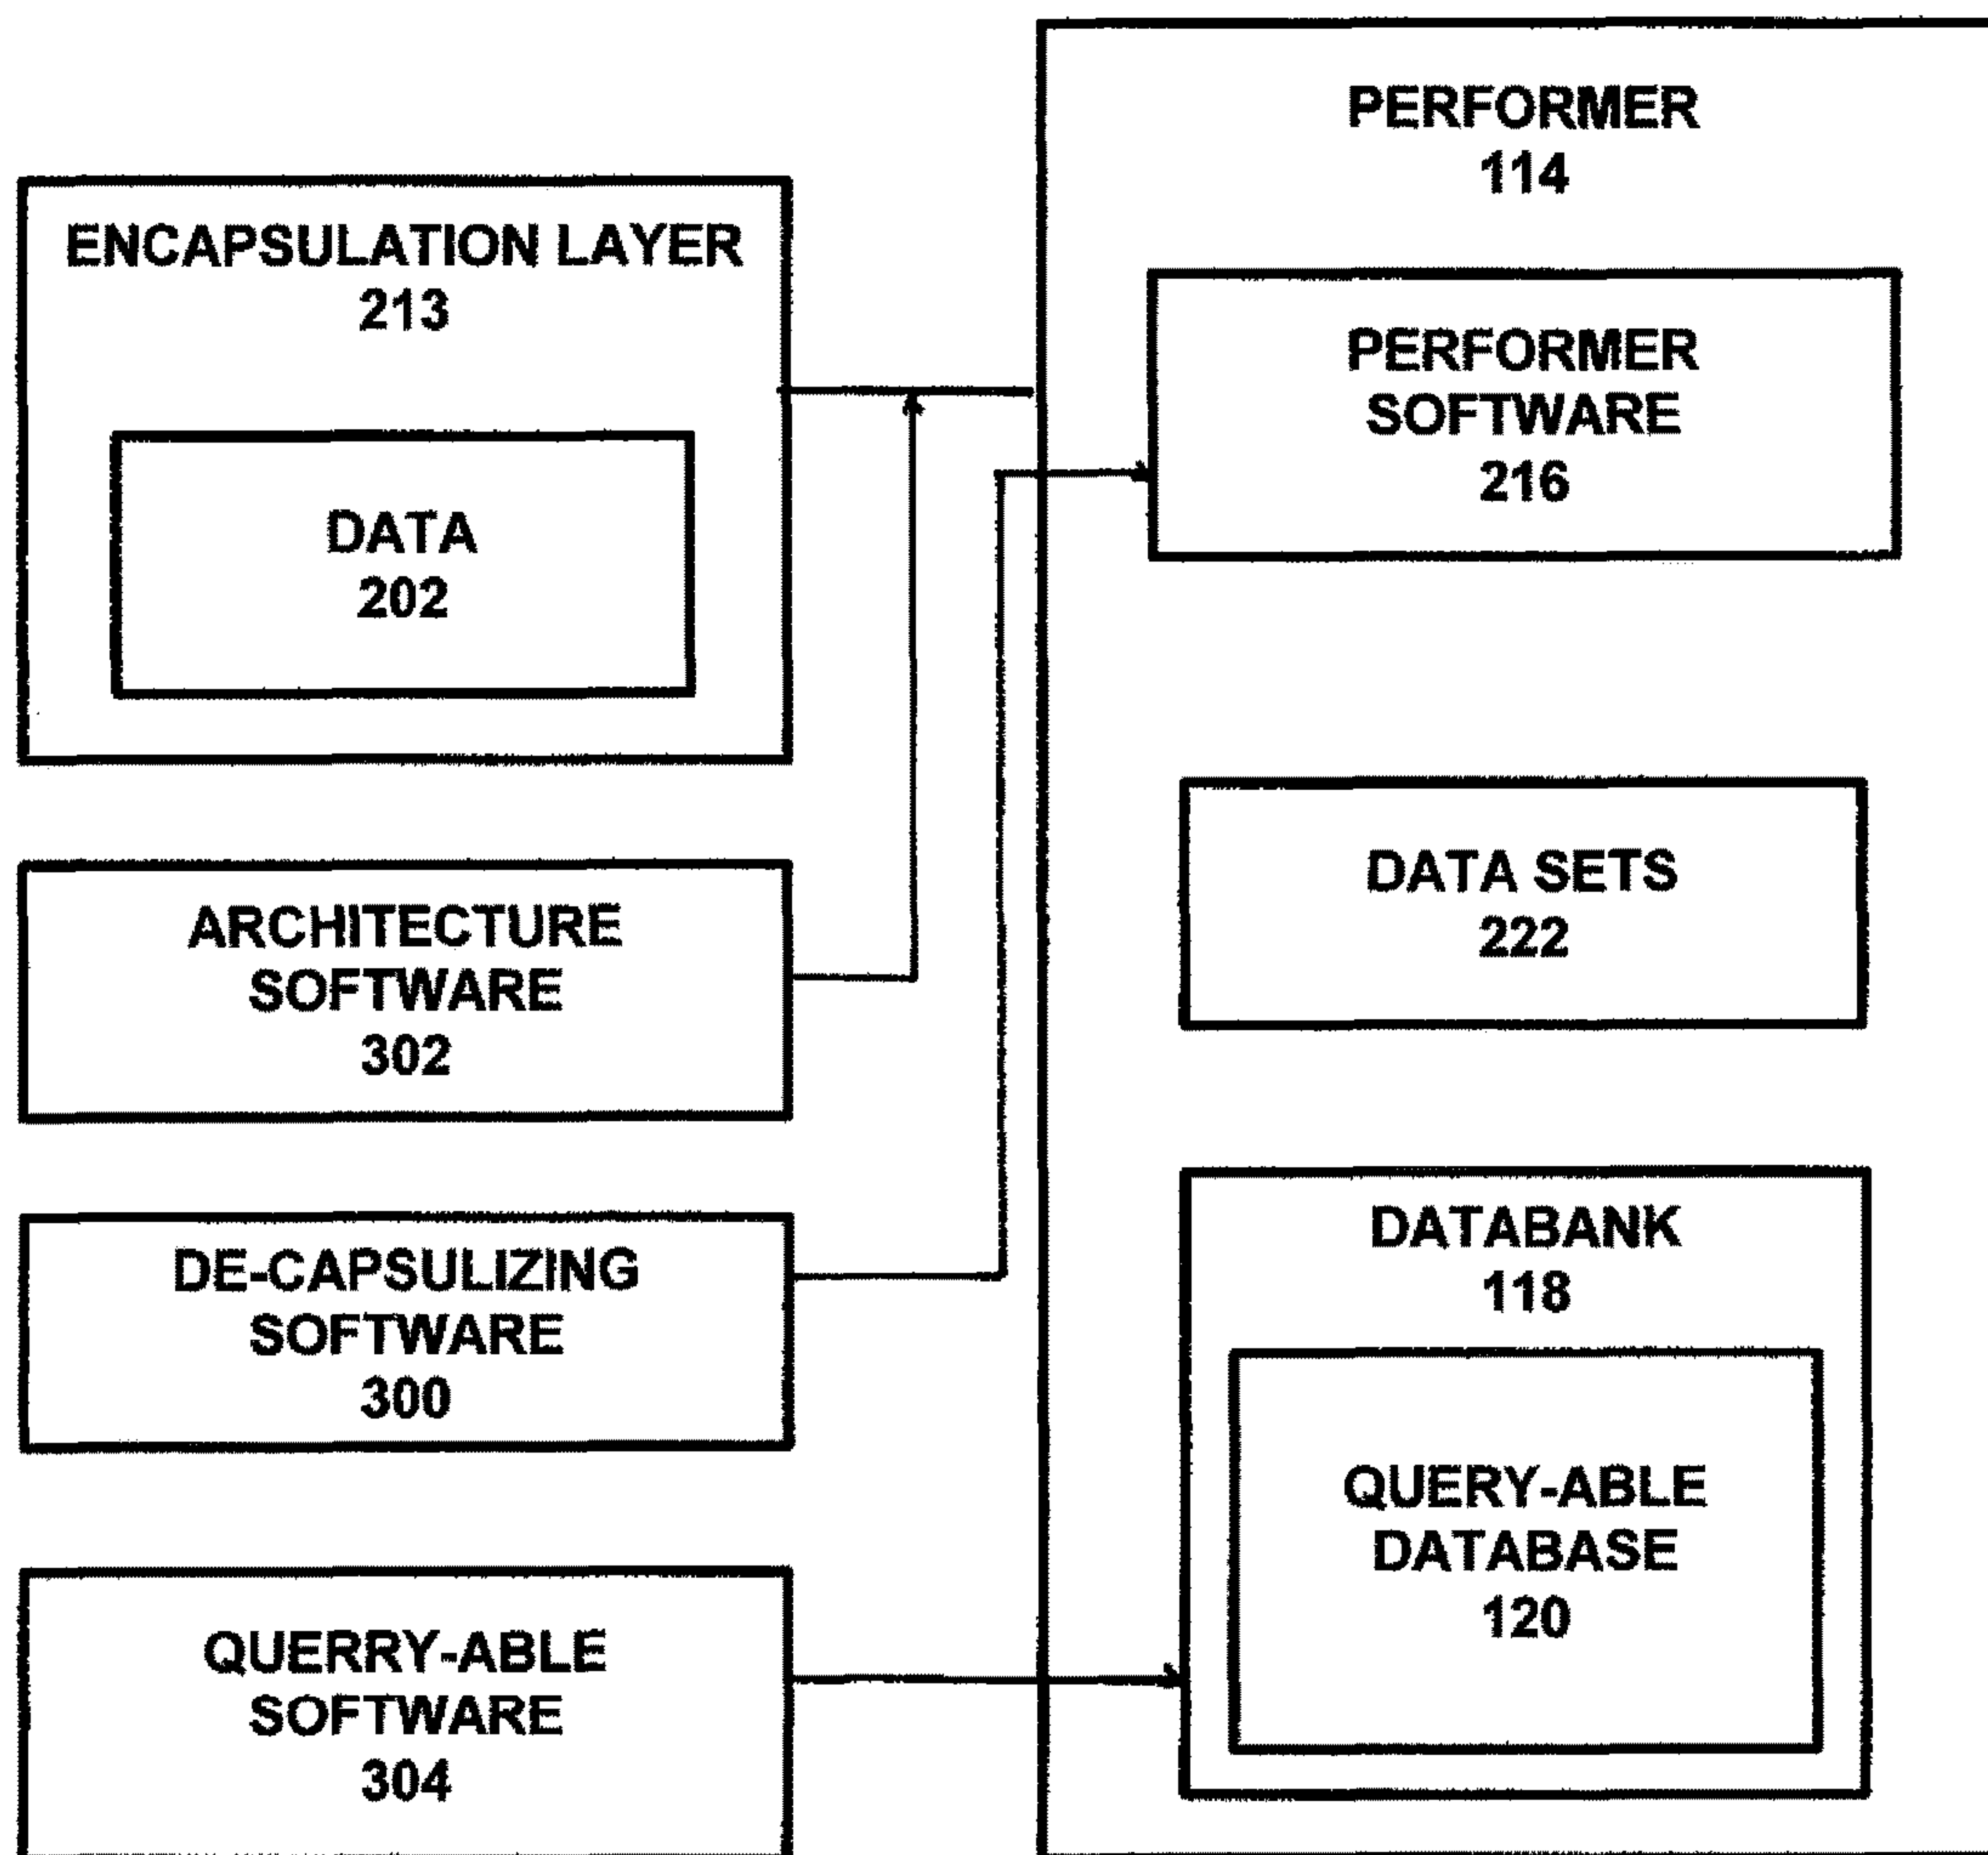 PERFORMER
114
ENCAPSULATION LAYER
213
DATA
202
PERFORMER
SOFTWARE
216
ARCHITECTURE
SOFTWARE
302
DATA SETS
222
DE-CAPSULIZING
SOFTWARE
300
DATABANK
118
QUERY-ABLE
DATABASE
120
QUERRY-ABLE
SOFTWARE
304